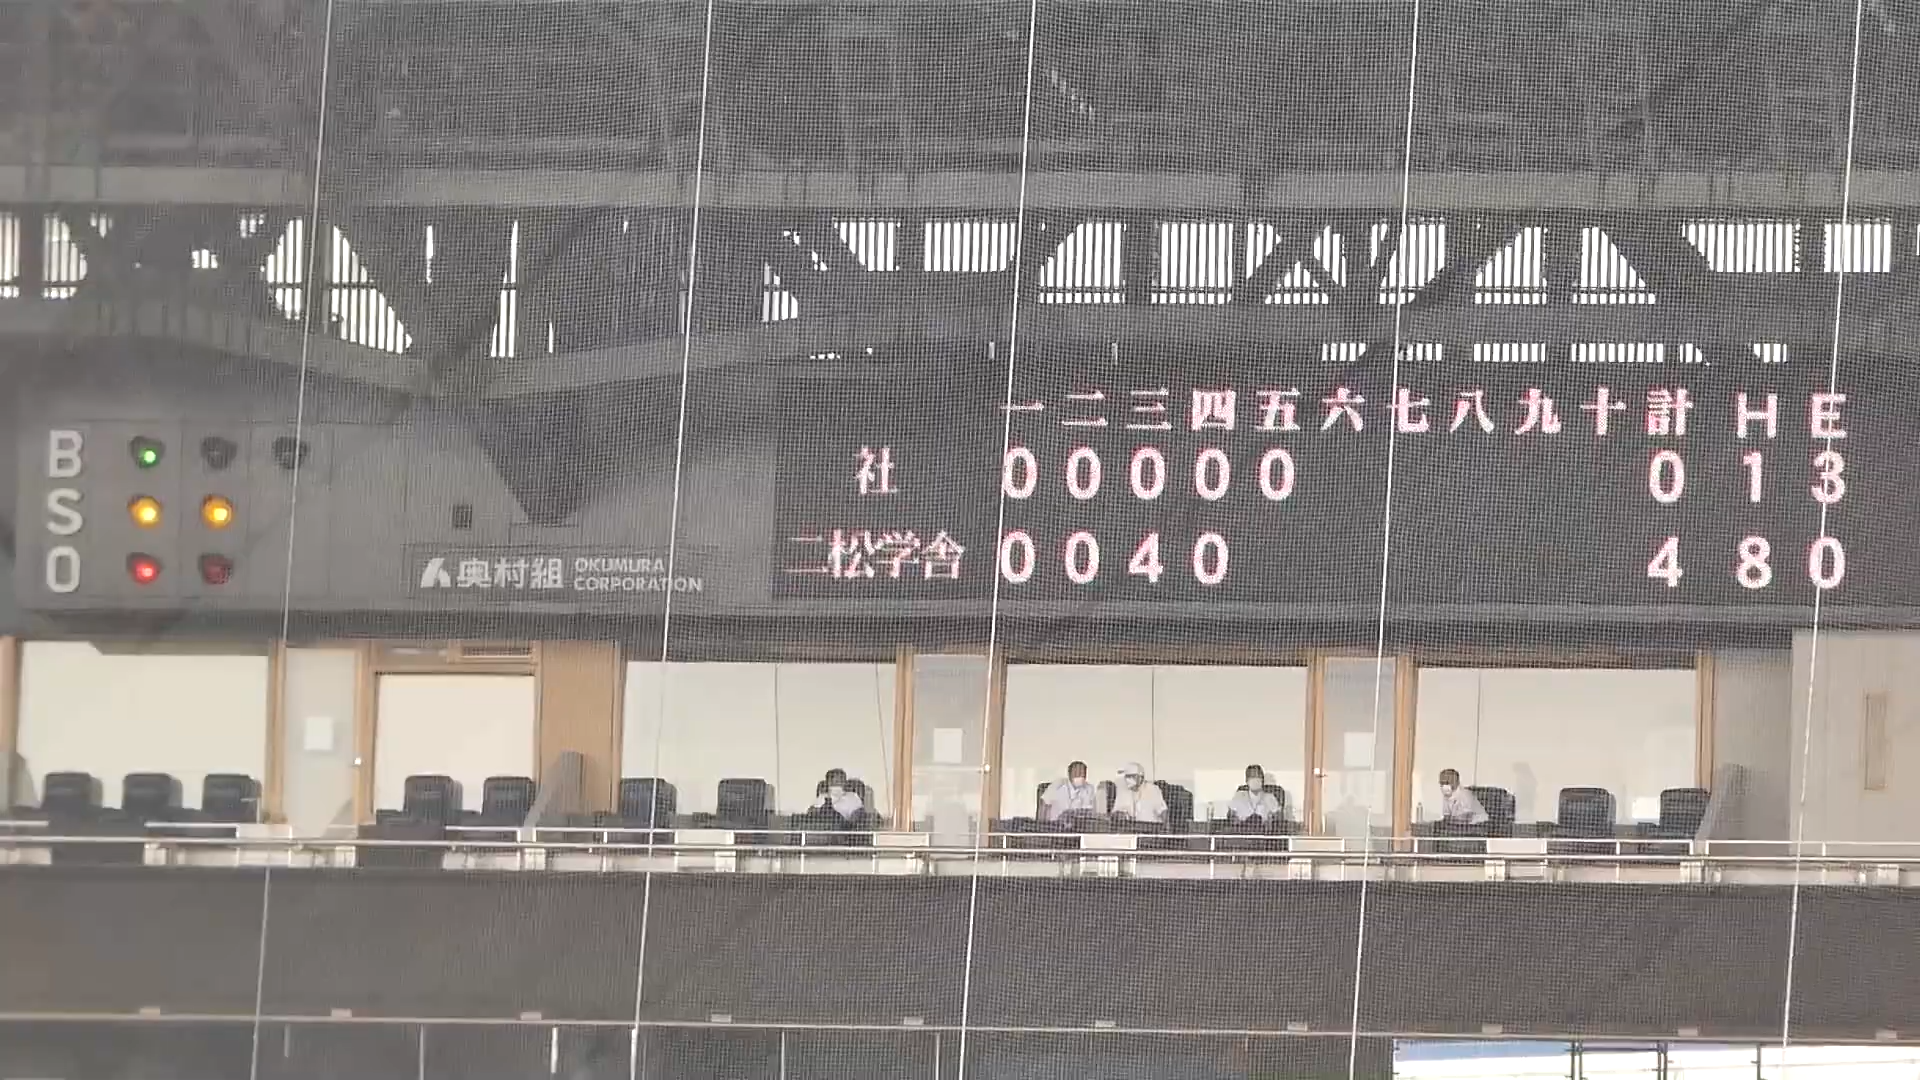 一 二 三 四 五 六 七 八 九 十 計 H E
社 0 0 0 0 0 0 1 3
二松学舎 0 0 4 0 4 8 0
B
S
O
奥村組 OKUMURA
CORPORATION